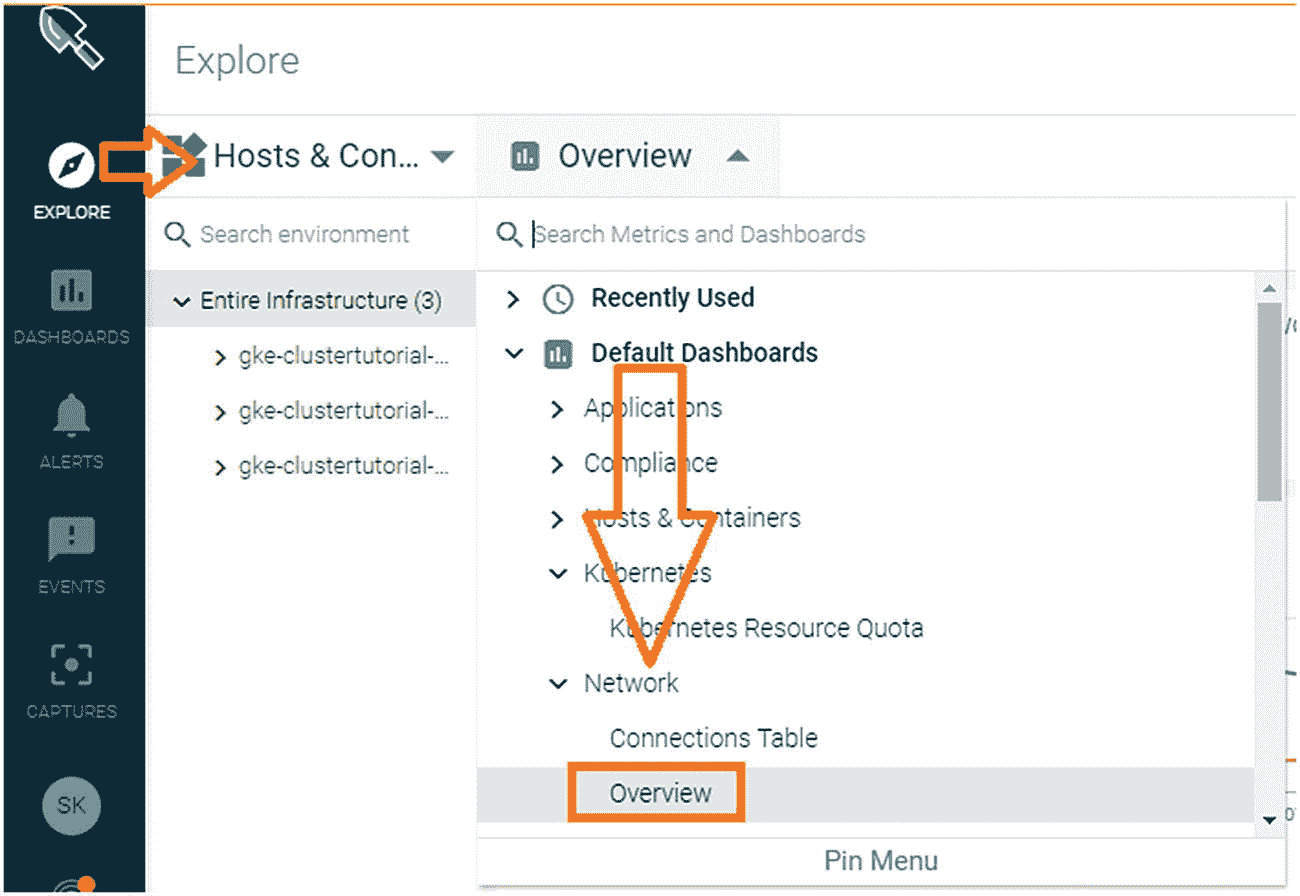 Explore
Hosts & Con...
Overview
EXPLORE
Search environment
Search Metrics and Dashboards
Entire Infrastructure (3)
Recently Used
DASHBOARDS
gke-clustertutorial-...
Default Dashboards
gke-clustertutorial-...
Applications
ALERTS
gke-clustertutorial-...
Compliance
Hosts & Containers
EVENTS
Kubernetes
Kubernetes Resource Quota
CAPTURES
Network
Connections Table
SK
Overview
Pin Menu